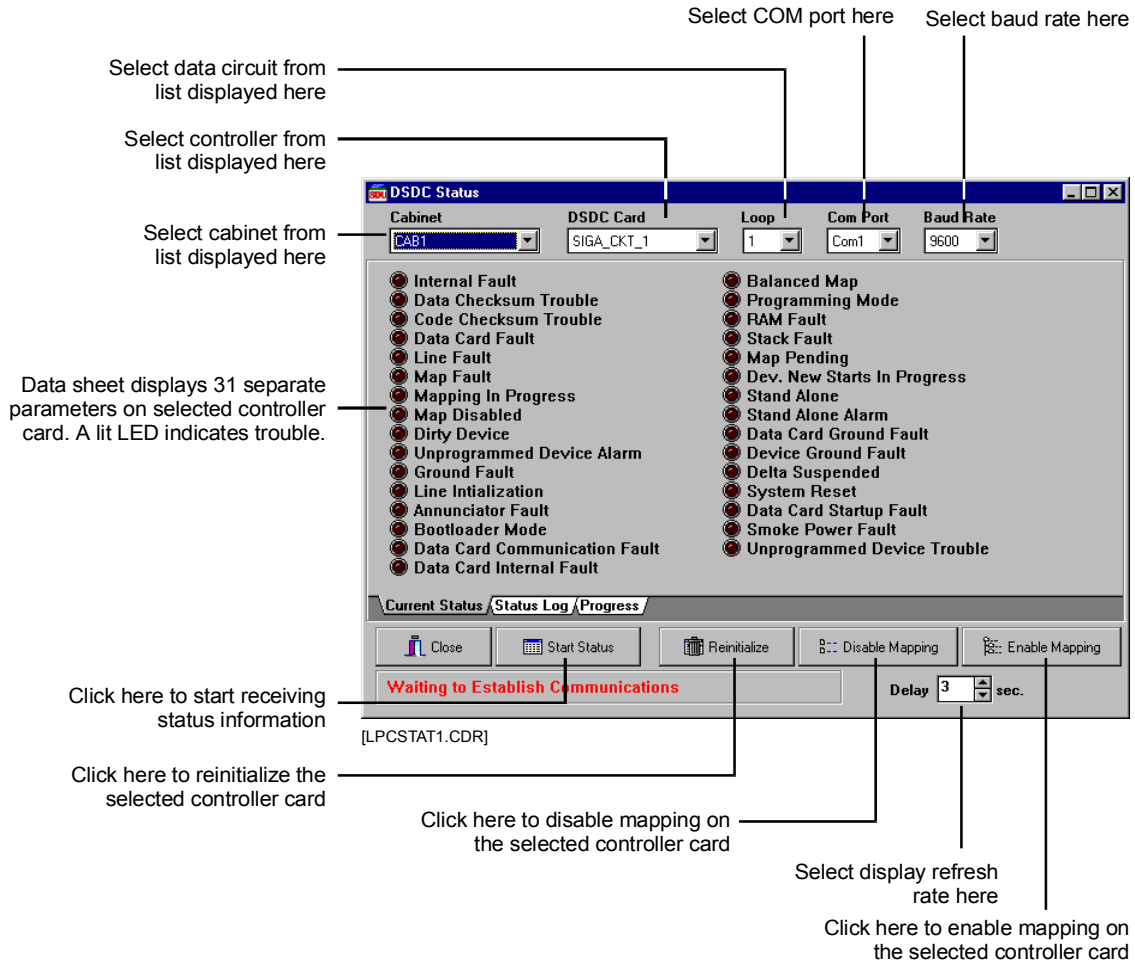 Select COM port here
Select baud rate here
Select data circuit from
list displayed here
Select controller from
list displayed here
Select cabinet from
list displayed here
SDU
DSDC Status
Cabinet
DSDC Card
Loop
Com Port
Baud Rate
CAB1
SIGA_CKT_1
1
Com1
9600
Data sheet displays 31 separate
parameters on selected controller
card. A lit LED indicates trouble.
Internal Fault
Data Checksum Trouble
Code Checksum Trouble
Data Card Fault
Line Fault
Map Fault
Mapping In Progress
Map Disabled
Dirty Device
Unprogrammed Device Alarm
Ground Fault
Line Intialization
Annunciator Fault
Bootloader Mode
Data Card Communication Fault
Data Card Internal Fault
Balanced Map
Programming Mode
RAM Fault
Stack Fault
Map Pending
Dev. New Starts In Progress
Stand Alone
Stand Alone Alarm
Data Card Ground Fault
Device Ground Fault
Delta Suspended
System Reset
Data Card Startup Fault
Smoke Power Fault
Unprogrammed Device Trouble
Current Status
Status Log
Progress
Close
Start Status
Reinitialize
Disable Mapping
Enable Mapping
Waiting to Establish Communications
Delay
3
sec.
Click here to start receiving
status information
[LPCSTAT1.CDR]
Click here to reinitialize the
selected controller card
Click here to disable mapping on
the selected controller card
Select display refresh
rate here
Click here to enable mapping on
the selected controller card